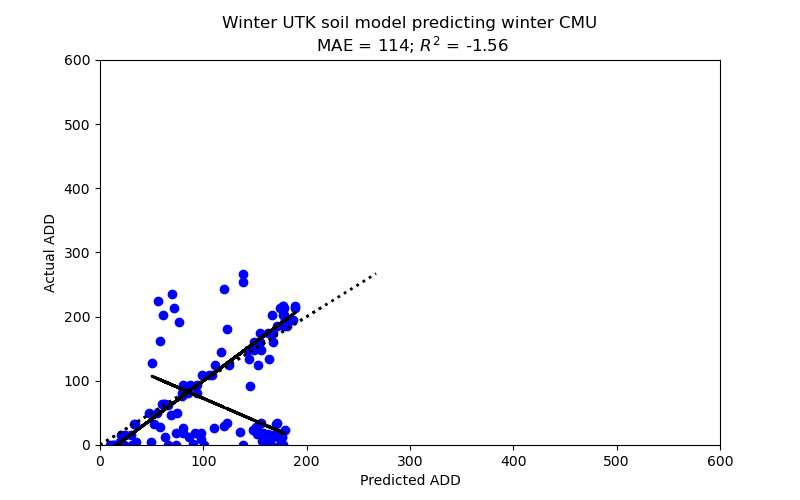 Winter UTK soil model predicting winter CMU
MAE = 114; R² = -1.56
600
500
400
300
200
100
0
Actual ADD
0 100 200 300 400 500 600
Predicted ADD